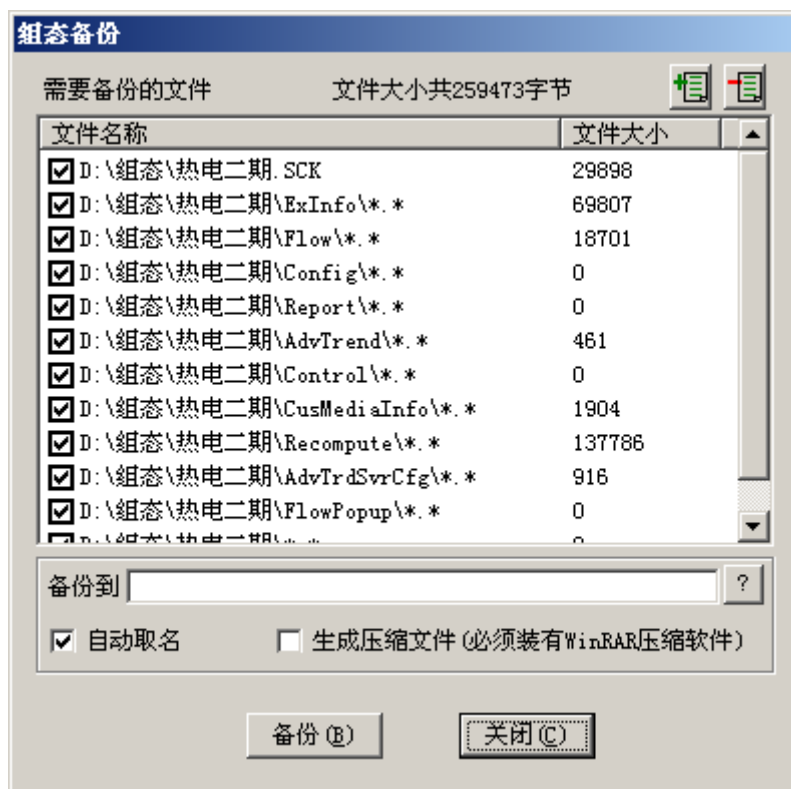 组态备份
需要备份的文件 文件大小共259473字节
文件名称 文件大小
D:\组态\热电二期.SCK 29898
D:\组态\热电二期\ExInfo\*.* 69807
D:\组态\热电二期\Flow\*.* 18701
D:\组态\热电二期\Config\*.* 0
D:\组态\热电二期\Report\*.* 0
D:\组态\热电二期\AdvTrend\*.* 461
D:\组态\热电二期\Control\*.* 0
D:\组态\热电二期\CusMediaInfo\*.* 1904
D:\组态\热电二期\Recompute\*.* 137786
D:\组态\热电二期\AdvTrdSvrCfg\*.* 916
D:\组态\热电二期\FlowPopup\*.* 0
备份到 ?
自动取名 生成压缩文件(必须装有WinRAR压缩软件)
备份(B) 关闭(C)